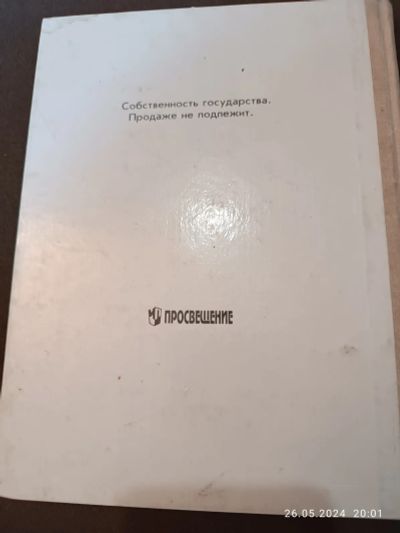 Собственность государства.
Продаже не подлежит.
ПРОСВЕЩЕНИЕ
26.05.2024 20:01